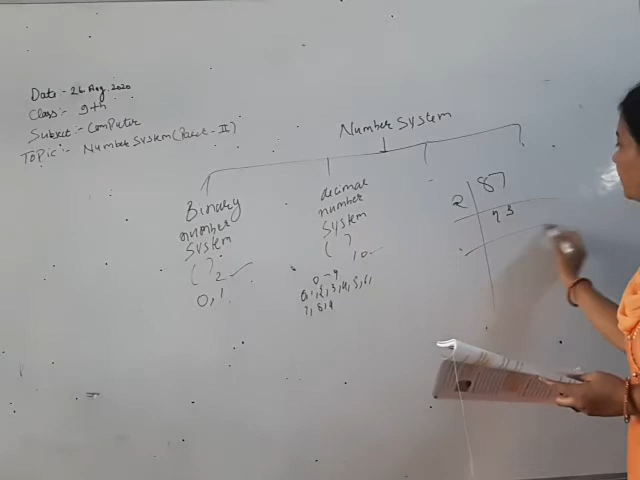 Date:- 26 Aug. 2020
Class:- 9th
Subject:- Computer
Topic:- Number System (Part-II)
Number System
Binary
number
System
( )2
0, 1
decimal
number
System
( )10
0-9
0,1,2,3,4,5,6,
7,8,9
2 87
43